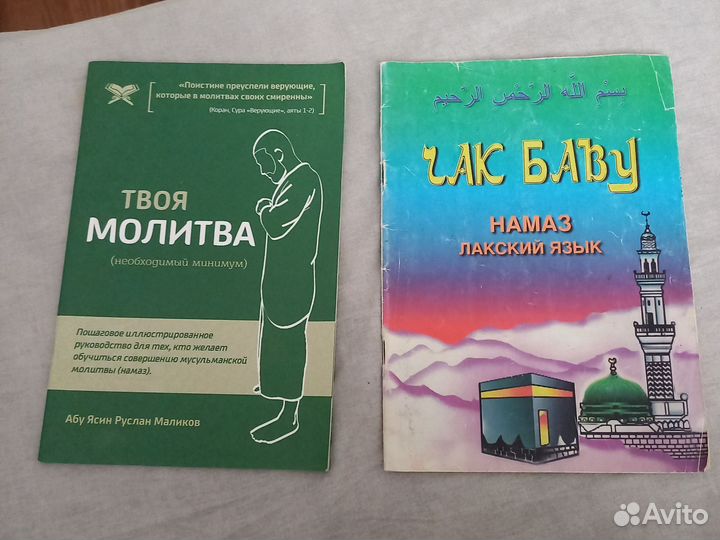 «Поистине преуспели верующие,
которые в молитвах своих смиренны»
(Коран, Сура «Верующие», аяты 1-2)
ТВОЯ
МОЛИТВА
(необходимый минимум)
Пошаговое иллюстрированное
руководство для тех, кто желает
обучиться совершению мусульманской
молитвы (намаз).
Абу Ясин Руслан Маликов
بِسْمِ اللَّهِ الرَّحْمَنِ الرَّحِيمِ
ЧАК БАВУ
НАМАЗ
ЛАКСКИЙ ЯЗЫК
Avito